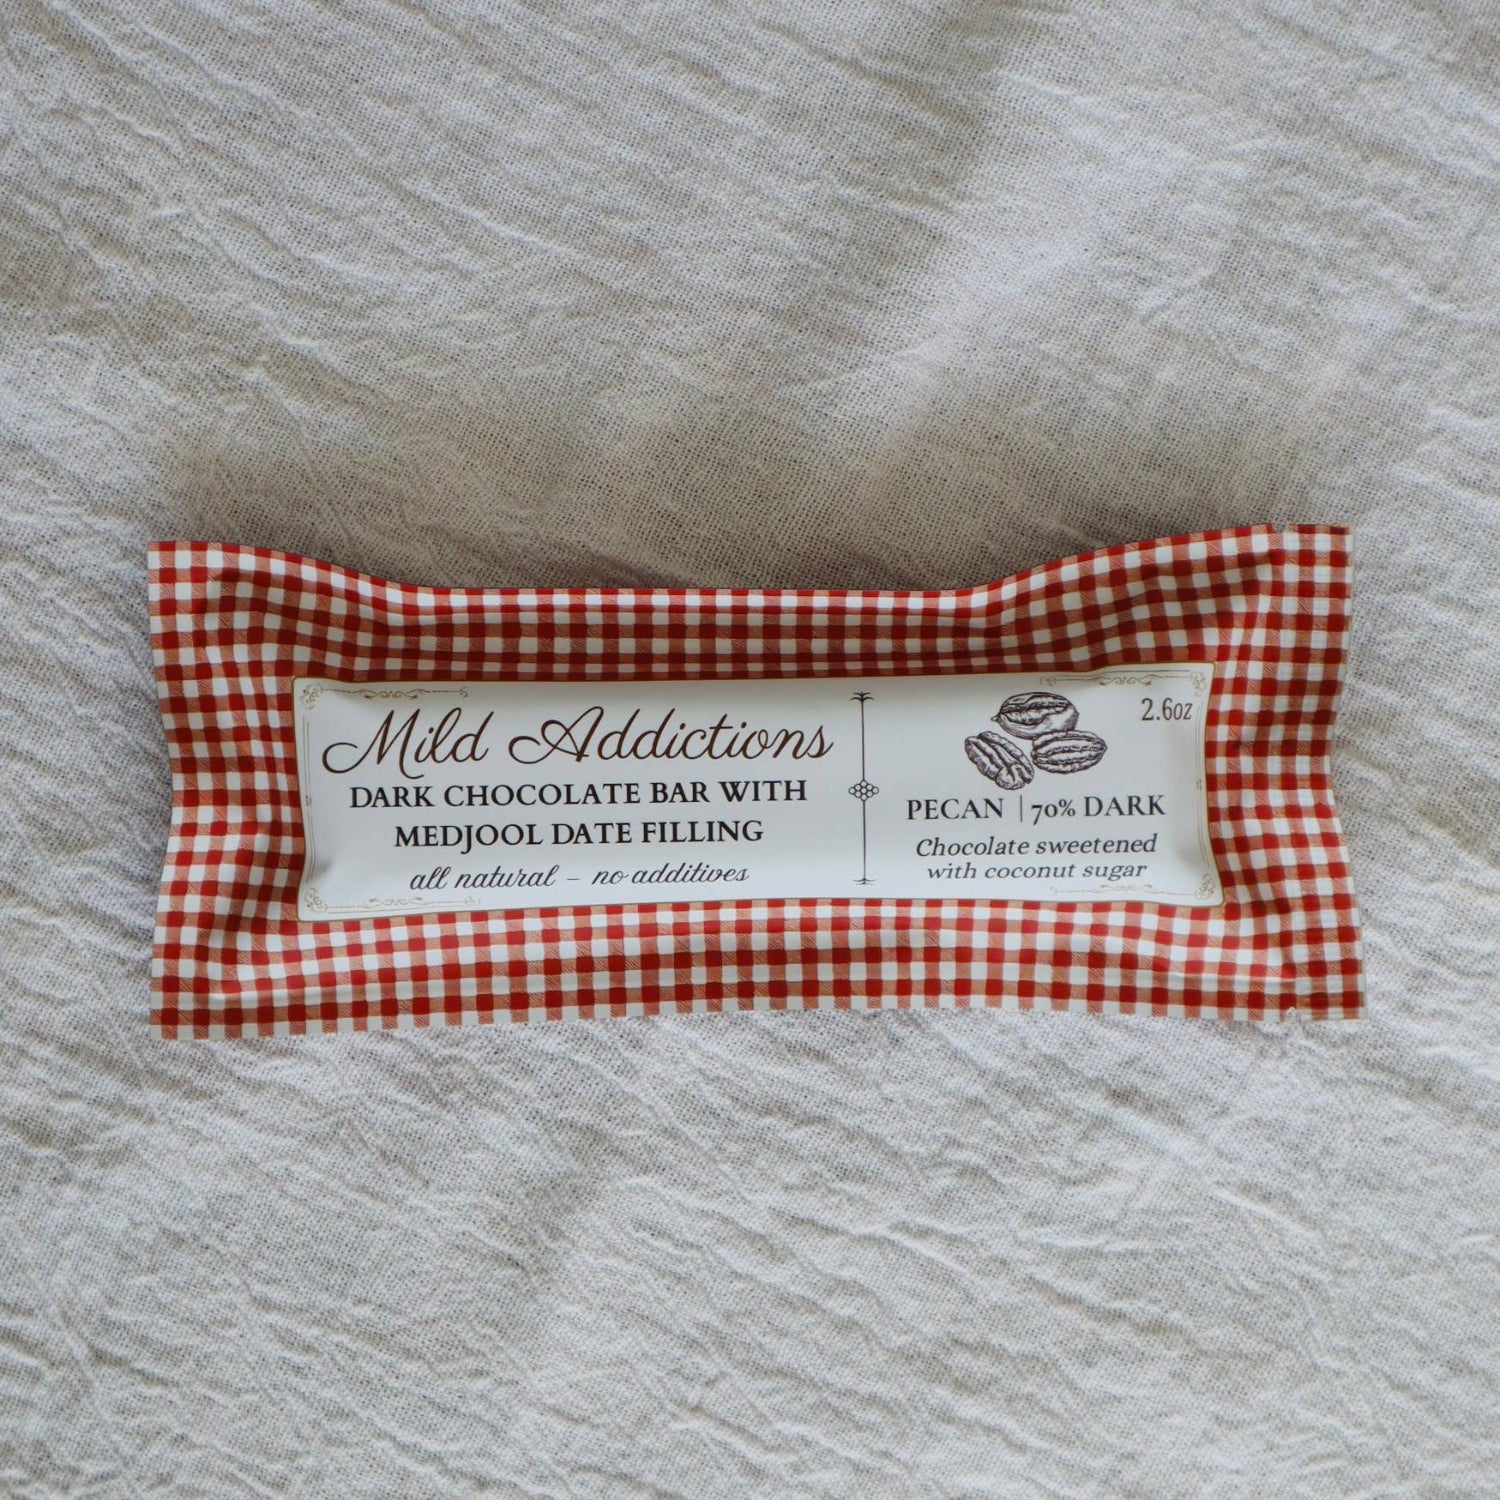 Mild Addictions
DARK CHOCOLATE BAR WITH
MEDJOOL DATE FILLING
all natural – no additives
2.6oz
PECAN | 70% DARK
Chocolate sweetened
with coconut sugar